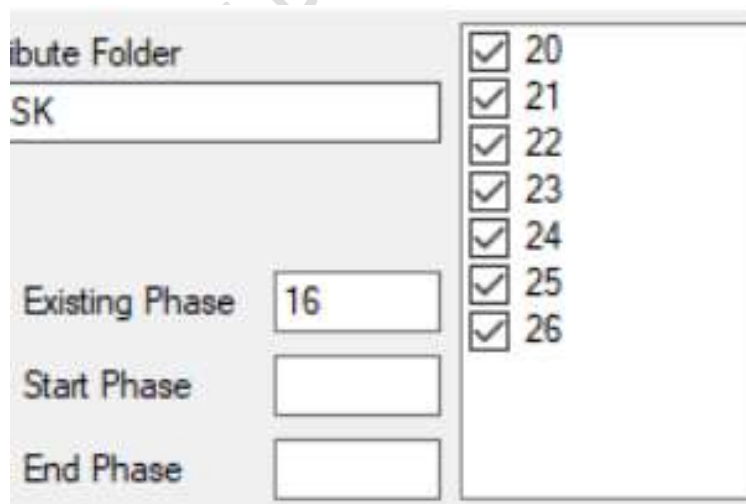 ibute Folder
SK
Existing Phase 16
Start Phase
End Phase
20
21
22
23
24
25
26